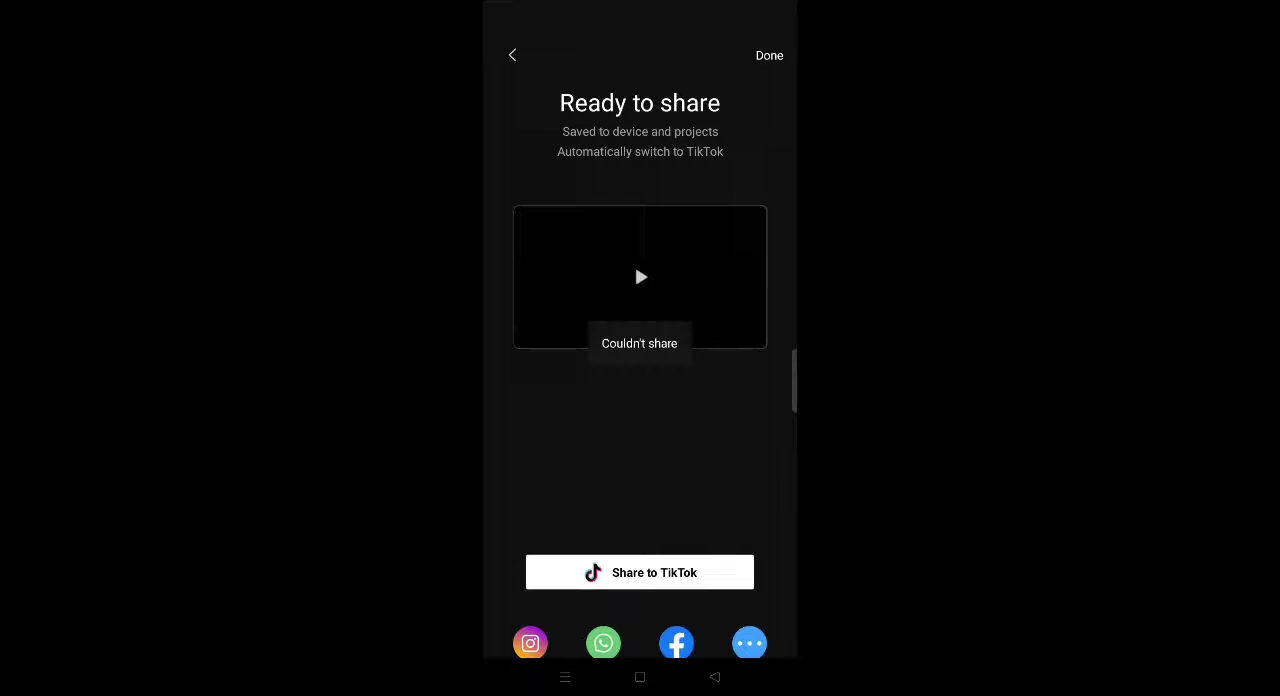 Done
Ready to share
Saved to device and projects
Automatically switch to TikTok
Couldn't share
Share to TikTok